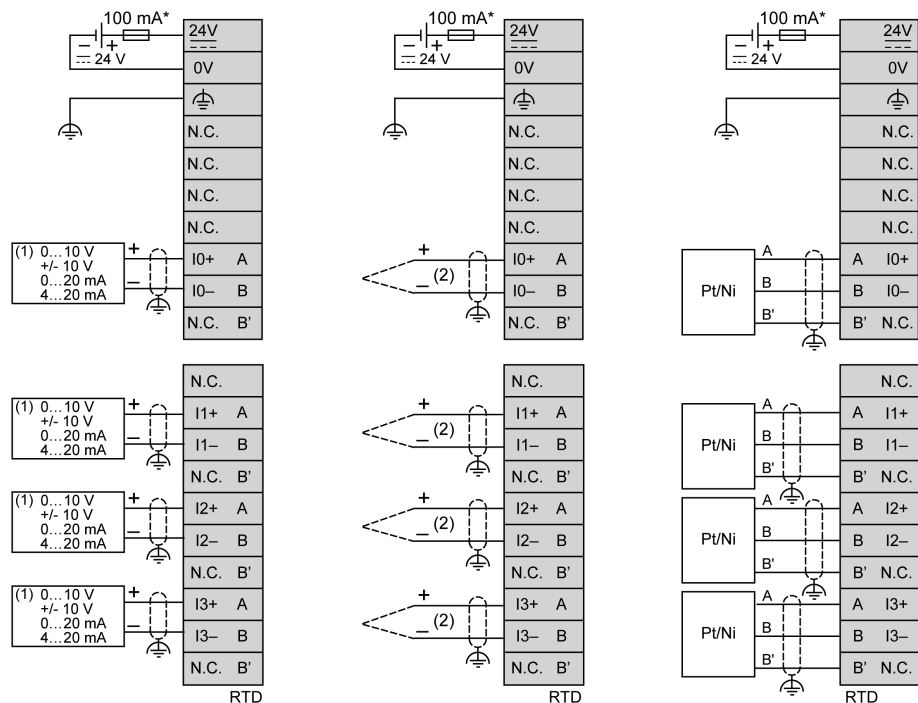 100 mA*
24V
– +
24 V
0V
N.C.
N.C.
N.C.
N.C.
(1) 0...10 V
+/- 10 V
0...20 mA
4...20 mA
+
–
I0+ A
I0– B
N.C. B'
N.C.
(1) 0...10 V
+/- 10 V
0...20 mA
4...20 mA
+
–
I1+ A
I1– B
N.C. B'
(1) 0...10 V
+/- 10 V
0...20 mA
4...20 mA
+
–
I2+ A
I2– B
N.C. B'
(1) 0...10 V
+/- 10 V
0...20 mA
4...20 mA
+
–
I3+ A
I3– B
N.C. B'
RTD
100 mA*
24V
– +
24 V
0V
N.C.
N.C.
N.C.
N.C.
+
– (2)
I0+ A
I0– B
N.C. B'
N.C.
+
– (2)
I1+ A
I1– B
N.C. B'
+
– (2)
I2+ A
I2– B
N.C. B'
+
– (2)
I3+ A
I3– B
N.C. B'
RTD
100 mA*
24V
– +
24 V
0V
N.C.
N.C.
N.C.
N.C.
Pt/Ni
A
B
B'
A I0+
B I0–
B' N.C.
N.C.
Pt/Ni
A
B
B'
A I1+
B I1–
B' N.C.
Pt/Ni
A
B
B'
A I2+
B I2–
B' N.C.
Pt/Ni
A
B
B'
A I3+
B I3–
B' N.C.
RTD